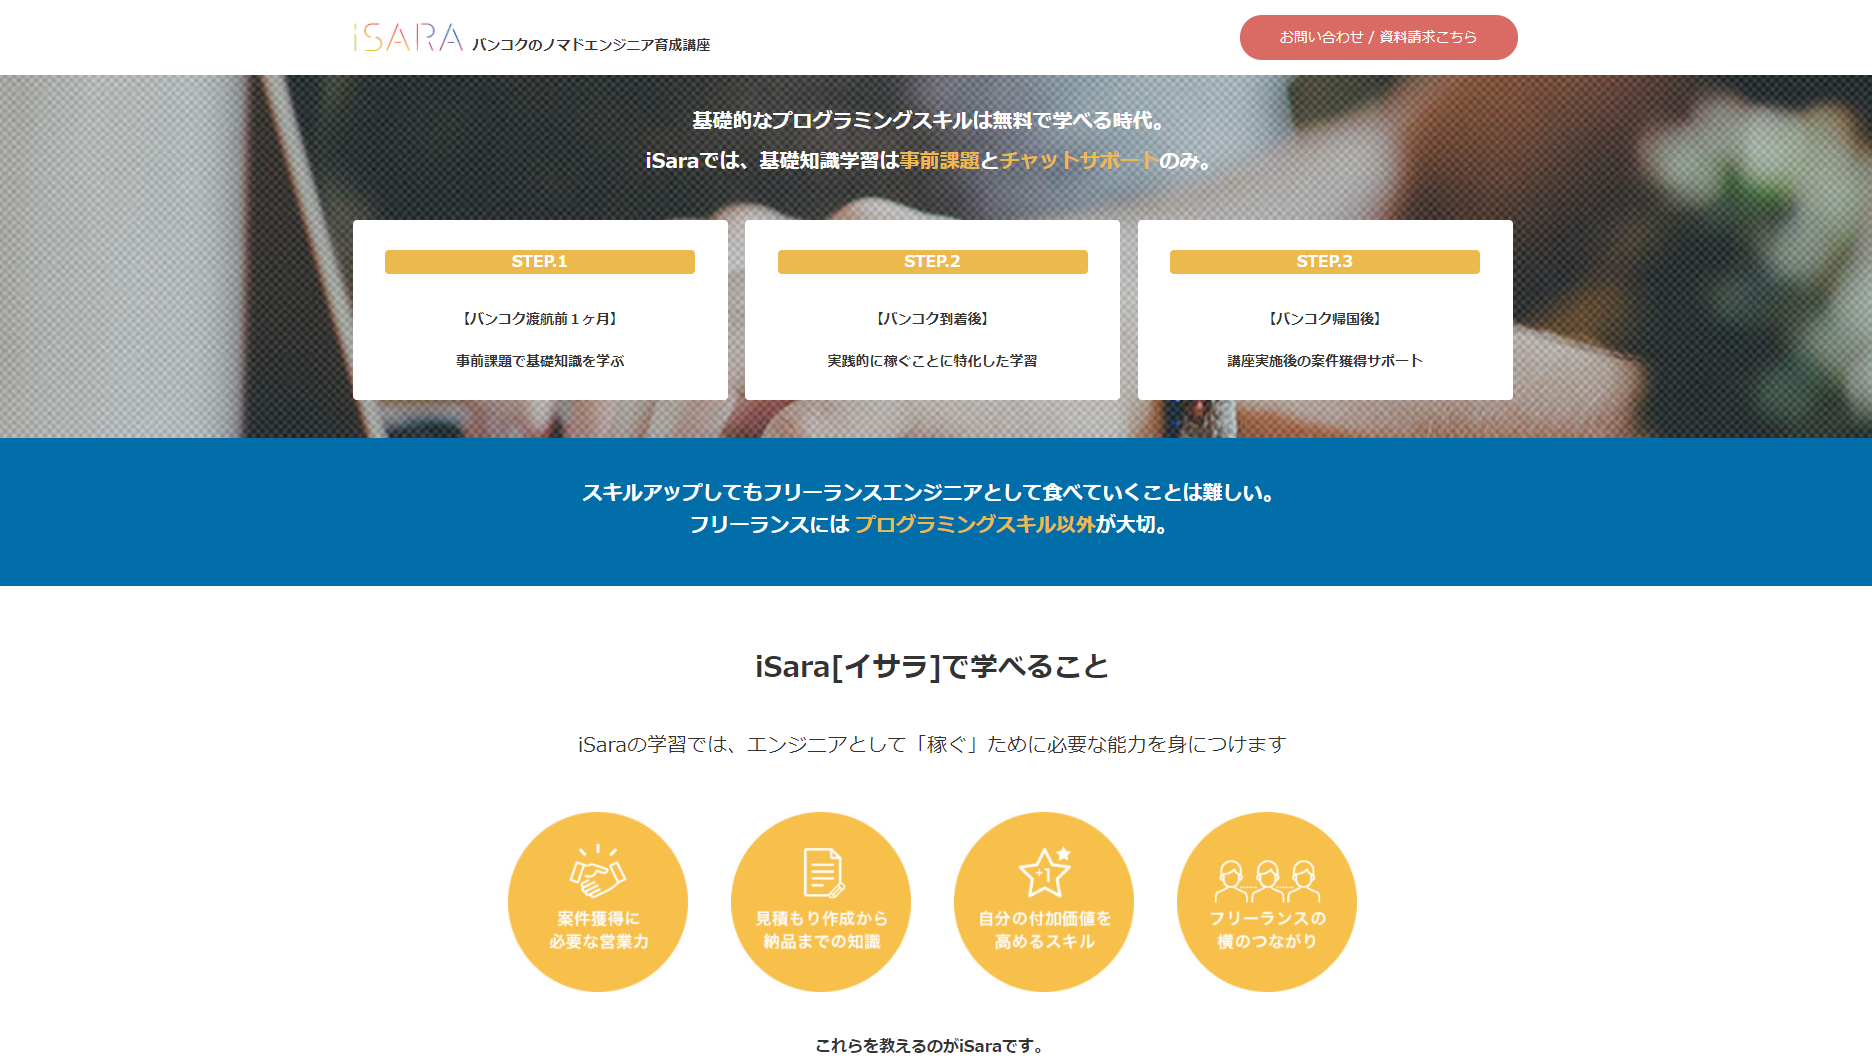 iSARA バンコクのノマドエンジニア育成講座
お問い合わせ / 資料請求こちら
基礎的なプログラミングスキルは無料で学べる時代。
iSaraでは、基礎知識学習は事前課題とチャットサポートのみ。
STEP.1
【バンコク渡航前１ヶ月】
事前課題で基礎知識を学ぶ
STEP.2
【バンコク到着後】
実践的に稼ぐことに特化した学習
STEP.3
【バンコク帰国後】
講座実施後の案件獲得サポート
スキルアップしてもフリーランスエンジニアとして食べていくことは難しい。
フリーランスには プログラミングスキル以外が大切。
iSara[イサラ]で学べること
iSaraの学習では、エンジニアとして「稼ぐ」ために必要な能力を身につけます
案件獲得に
必要な営業力
見積もり作成から
納品までの知識
+1
自分の付加価値を
高めるスキル
フリーランスの
横のつながり
これらを教えるのがiSaraです。